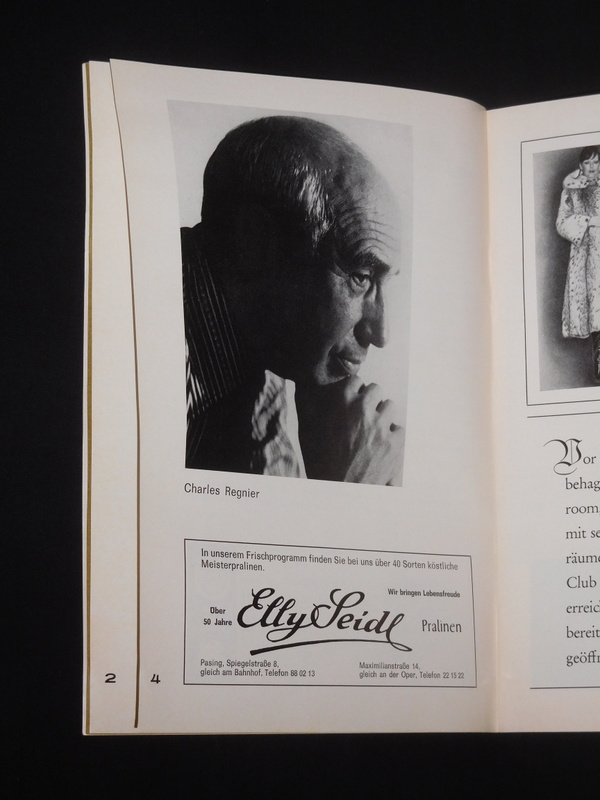 Charles Regnier
In unserem Frischprogramm finden Sie bei uns über 40 Sorten köstliche
Meisterpralinen.
Wir bringen Lebensfreude
Über
50 Jahre
Elly Seidl
Pralinen
Pasing, Spiegelstraße 8,
gleich am Bahnhof, Telefon 88 02 13
Maximilianstraße 14,
gleich an der Oper, Telefon 22 15 22
2
4
Vor
behag
room
mit se
räume
Club
erreic
bereit
geöffn